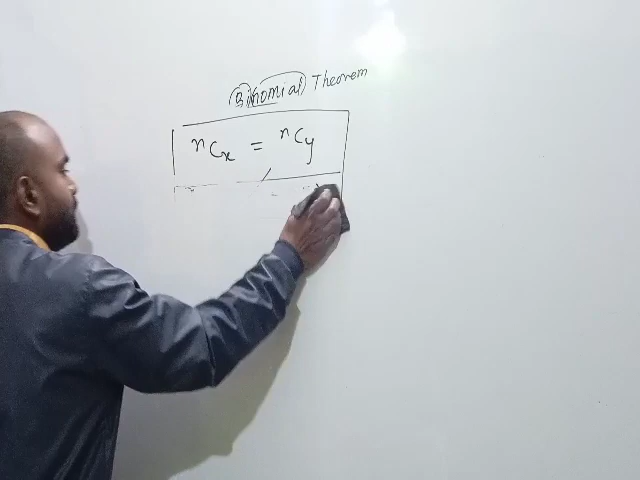 Binomial Theorem
ⁿCₓ = ⁿCᵧ